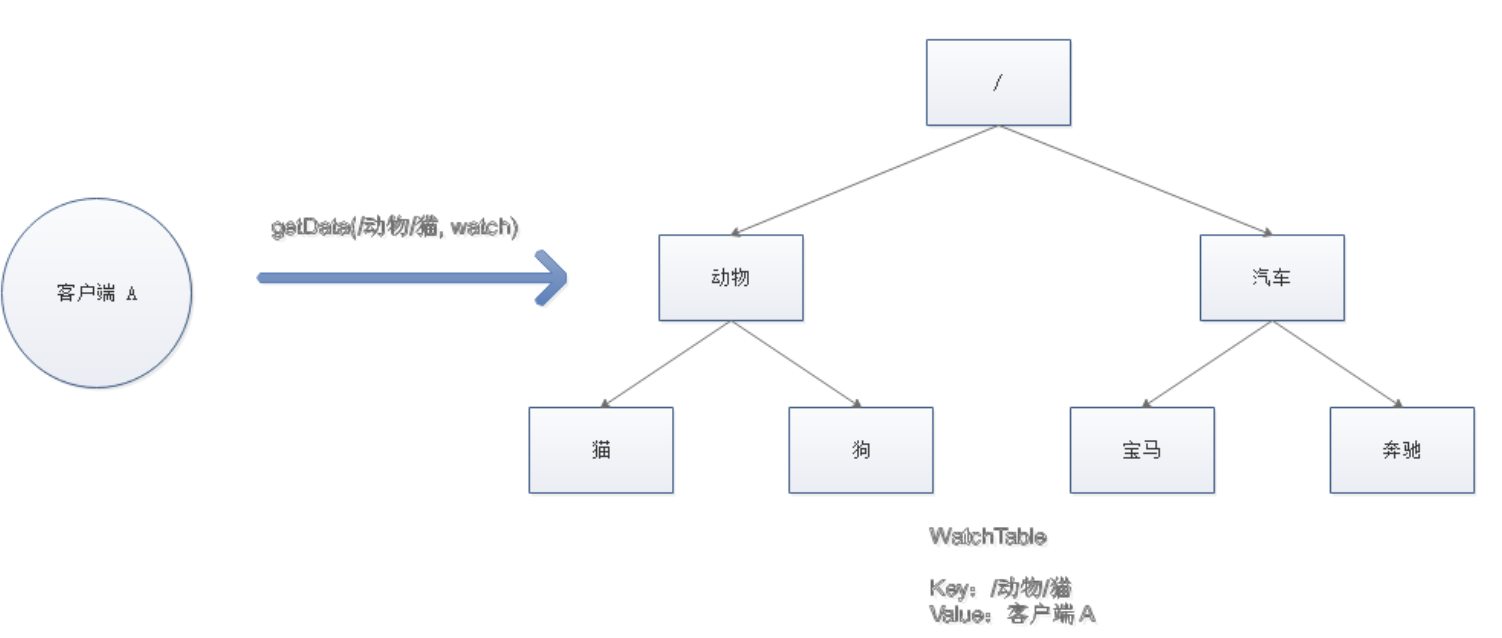 /
getData(/动物/猫, watch)
客户端 A
动物
汽车
猫
狗
宝马
奔驰
WatchTable
Key：/动物/猫
Value：客户端 A